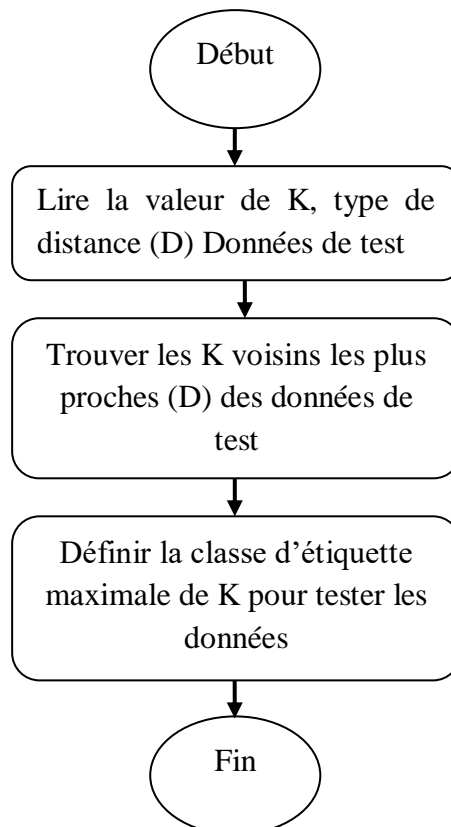 Début
Lire la valeur de K, type de
distance (D) Données de test
Trouver les K voisins les plus
proches (D) des données de
test
Définir la classe d’étiquette
maximale de K pour tester les
données
Fin